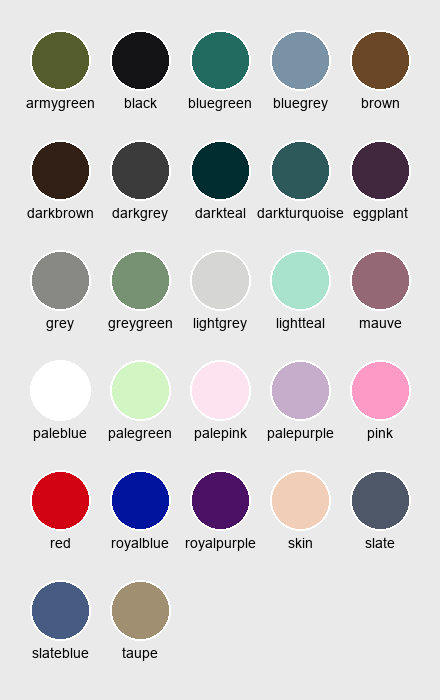 armygreen black bluegreen bluegrey brown
darkbrown darkgrey darkteal darkturquoise eggplant
grey greygreen lightgrey lightteal mauve
paleblue palegreen palepink palepurple pink
red royalblue royalpurple skin slate
slateblue taupe